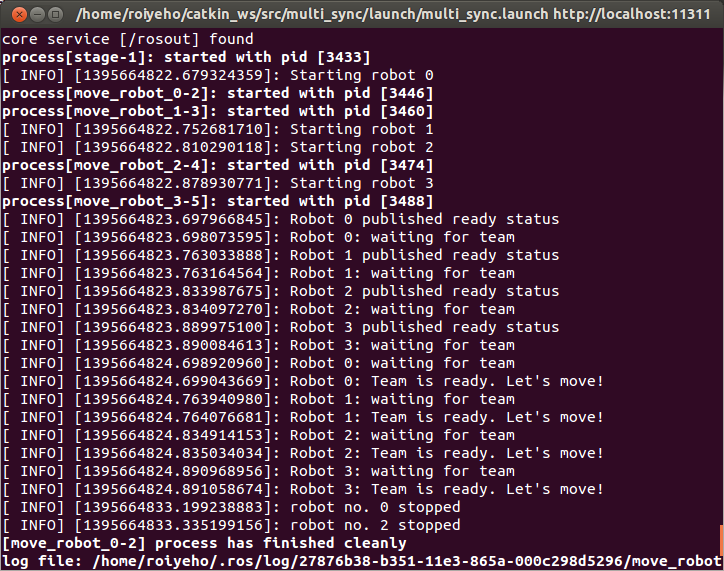 /home/roiyeho/catkin_ws/src/multi_sync/launch/multi_sync.launch http://localhost:11311
core service [/rosout] found
process[stage-1]: started with pid [3433]
[ INFO] [1395664822.679324359]: Starting robot 0
process[move_robot_0-2]: started with pid [3446]
process[move_robot_1-3]: started with pid [3460]
[ INFO] [1395664822.752681710]: Starting robot 1
[ INFO] [1395664822.810290118]: Starting robot 2
process[move_robot_2-4]: started with pid [3474]
[ INFO] [1395664822.878930771]: Starting robot 3
process[move_robot_3-5]: started with pid [3488]
[ INFO] [1395664823.697966845]: Robot 0 published ready status
[ INFO] [1395664823.698073595]: Robot 0: waiting for team
[ INFO] [1395664823.763033888]: Robot 1 published ready status
[ INFO] [1395664823.763164564]: Robot 1: waiting for team
[ INFO] [1395664823.833987675]: Robot 2 published ready status
[ INFO] [1395664823.834097270]: Robot 2: waiting for team
[ INFO] [1395664823.889975100]: Robot 3 published ready status
[ INFO] [1395664823.890084613]: Robot 3: waiting for team
[ INFO] [1395664824.698920960]: Robot 0: waiting for team
[ INFO] [1395664824.699043669]: Robot 0: Team is ready. Let's move!
[ INFO] [1395664824.763940980]: Robot 1: waiting for team
[ INFO] [1395664824.764076681]: Robot 1: Team is ready. Let's move!
[ INFO] [1395664824.834914153]: Robot 2: waiting for team
[ INFO] [1395664824.835034034]: Robot 2: Team is ready. Let's move!
[ INFO] [1395664824.890968956]: Robot 3: waiting for team
[ INFO] [1395664824.891058674]: Robot 3: Team is ready. Let's move!
[ INFO] [1395664833.199238883]: robot no. 0 stopped
[ INFO] [1395664833.335199156]: robot no. 2 stopped
[move_robot_0-2] process has finished cleanly
log file: /home/roiyeho/.ros/log/27876b38-b351-11e3-865a-000c298d5296/move_robot